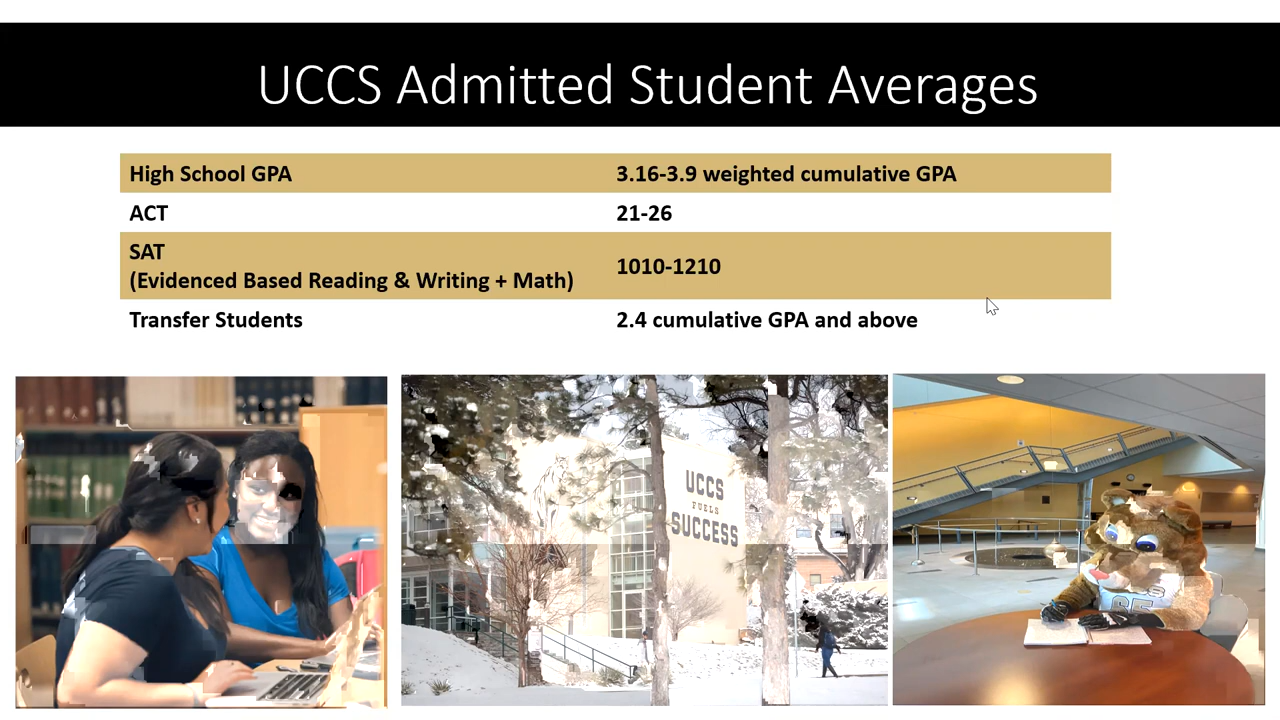 UCCS Admitted Student Averages
High School GPA 3.16-3.9 weighted cumulative GPA
ACT 21-26
SAT
(Evidenced Based Reading & Writing + Math) 1010-1210
Transfer Students 2.4 cumulative GPA and above
UCCS
FUELS
SUCCESS